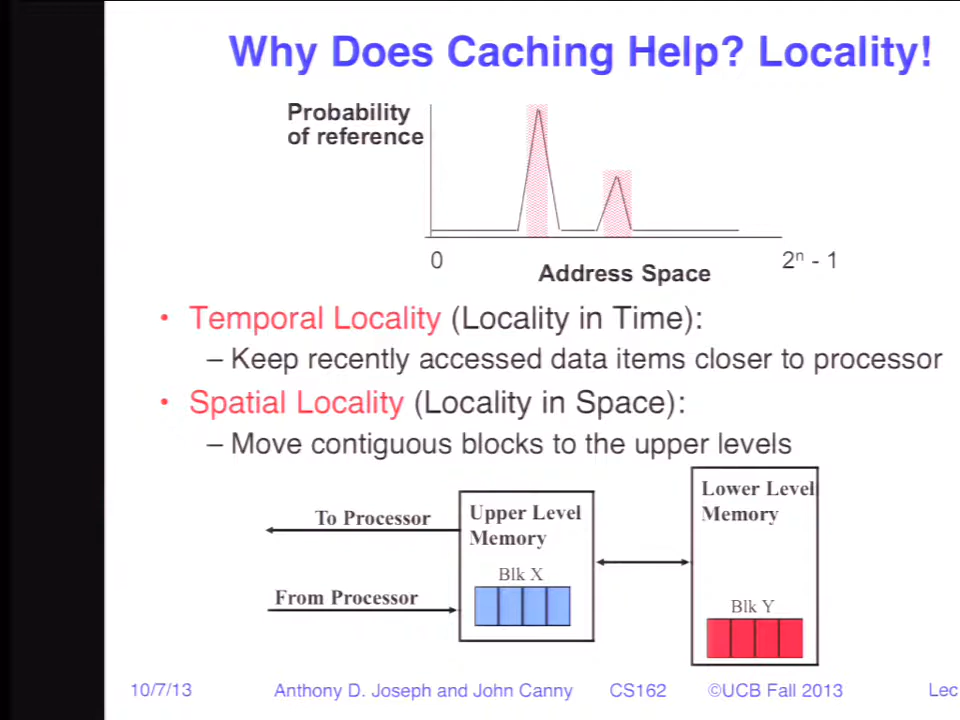 Why Does Caching Help? Locality!
Probability
of reference
0
2ⁿ - 1
Address Space
• Temporal Locality (Locality in Time):
– Keep recently accessed data items closer to processor
• Spatial Locality (Locality in Space):
– Move contiguous blocks to the upper levels
To Processor
From Processor
Upper Level
Memory
Blk X
Lower Level
Memory
Blk Y
10/7/13 Anthony D. Joseph and John Canny CS162 ©UCB Fall 2013 Lec